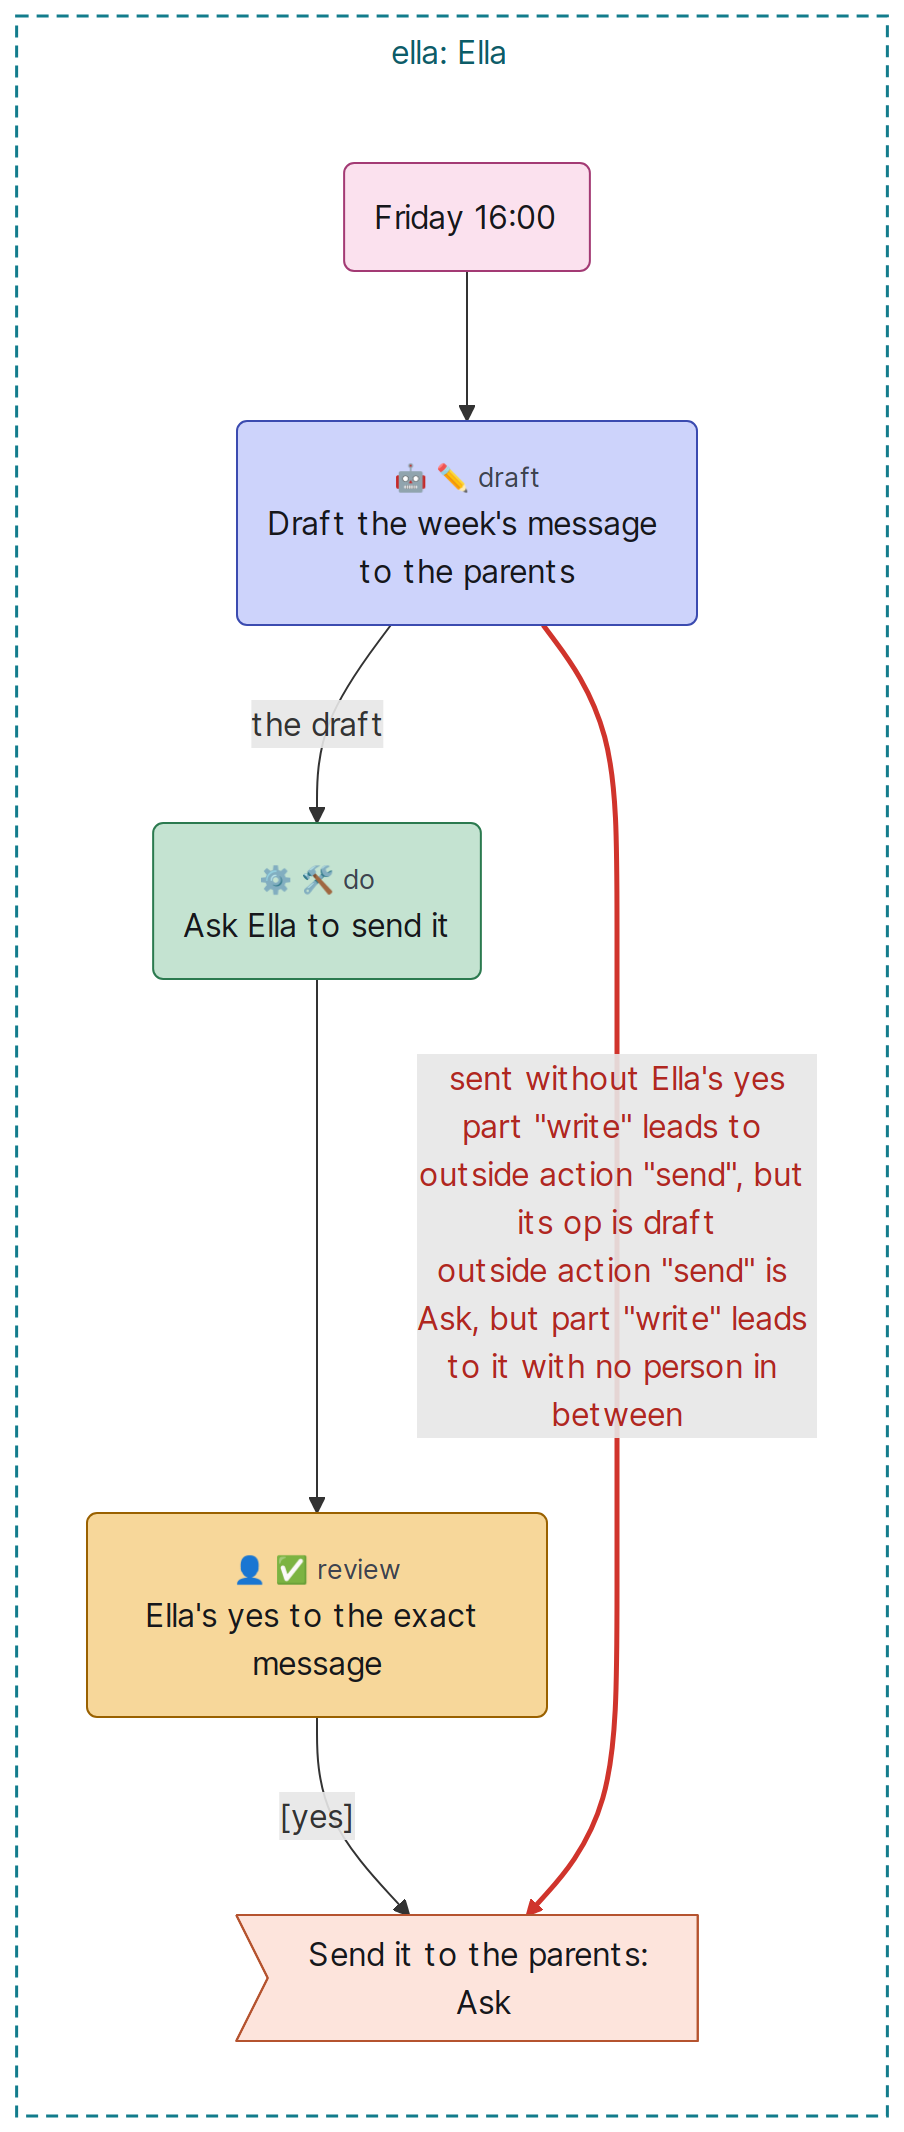 ella: Ella
Friday 16:00
🤖 ✏️ draft
Draft the week's message
to the parents
the draft
⚙️ 🛠️ do
Ask Ella to send it
sent without Ella's yes
part "write" leads to
outside action "send", but
its op is draft
outside action "send" is
Ask, but part "write" leads
to it with no person in
between
👤 ✅ review
Ella's yes to the exact
message
[yes]
Send it to the parents:
Ask